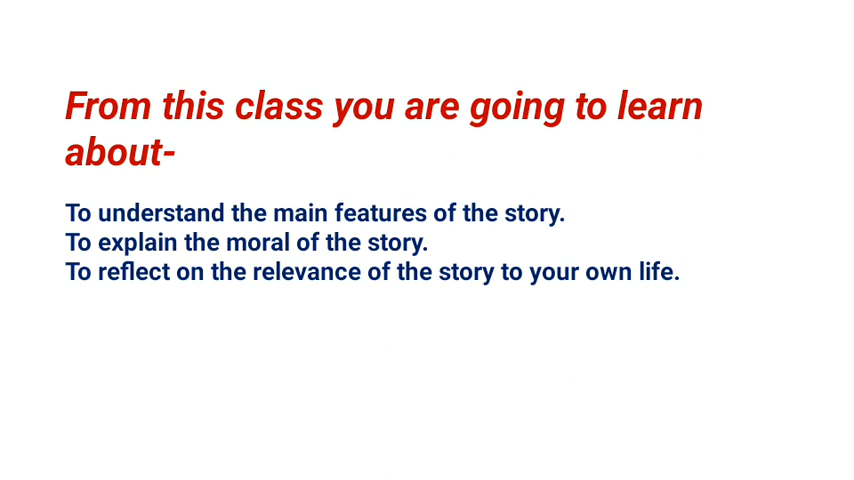 From this class you are going to learn
about-
To understand the main features of the story.
To explain the moral of the story.
To reflect on the relevance of the story to your own life.